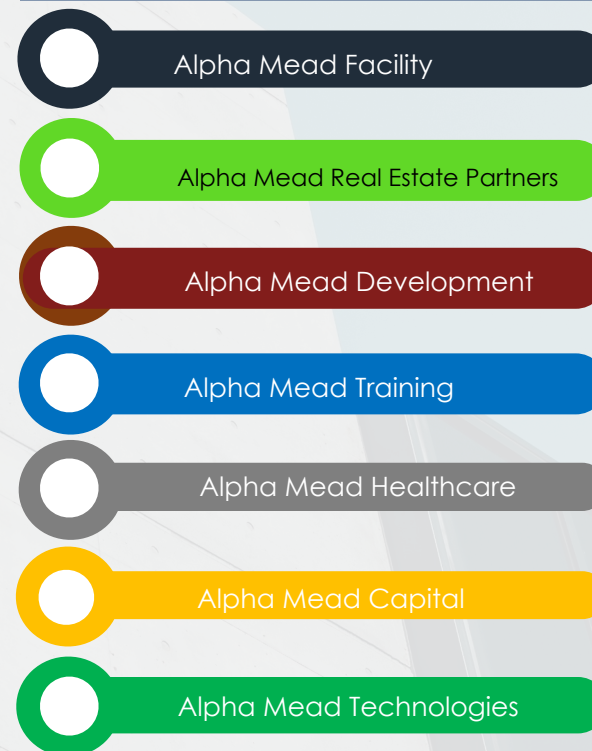 Alpha Mead Facility
Alpha Mead Real Estate Partners
Alpha Mead Development
Alpha Mead Training
Alpha Mead Healthcare
Alpha Mead Capital
Alpha Mead Technologies